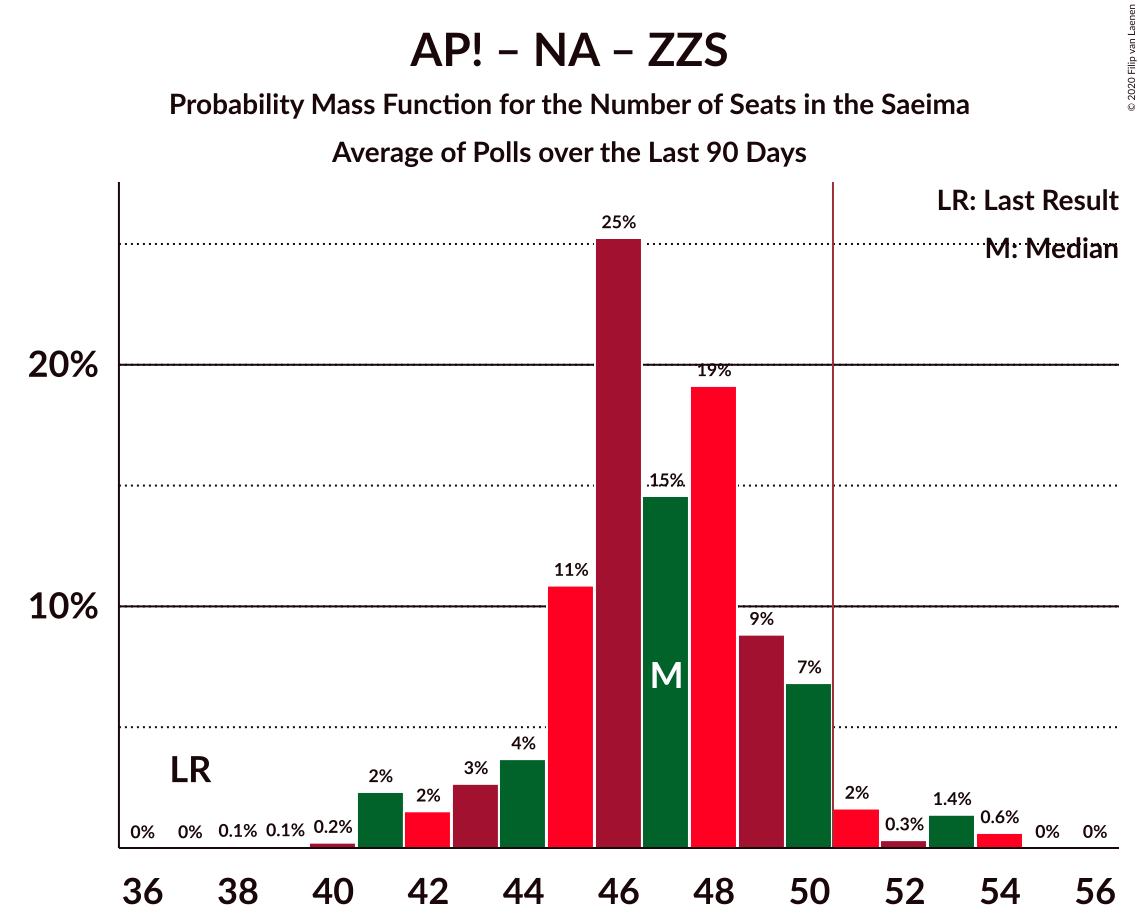 AP! – NA – ZZS
Probability Mass Function for the Number of Seats in the Saeima
Average of Polls over the Last 90 Days
© 2020 Filip van Laenen
LR: Last Result
M: Median
20%
10%
0%
0%
0.1%
0.1%
0.2%
2%
2%
3%
4%
11%
25%
15%
19%
9%
7%
2%
0.3%
1.4%
0.6%
0%
0%
LR
M
36 38 40 42 44 46 48 50 52 54 56